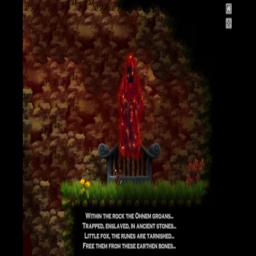 Within the rock the Ohnem groans..
Trapped, enslaved, in ancient stones..
Little fox, the runes are tarnished..
Free them from these earthen bones..